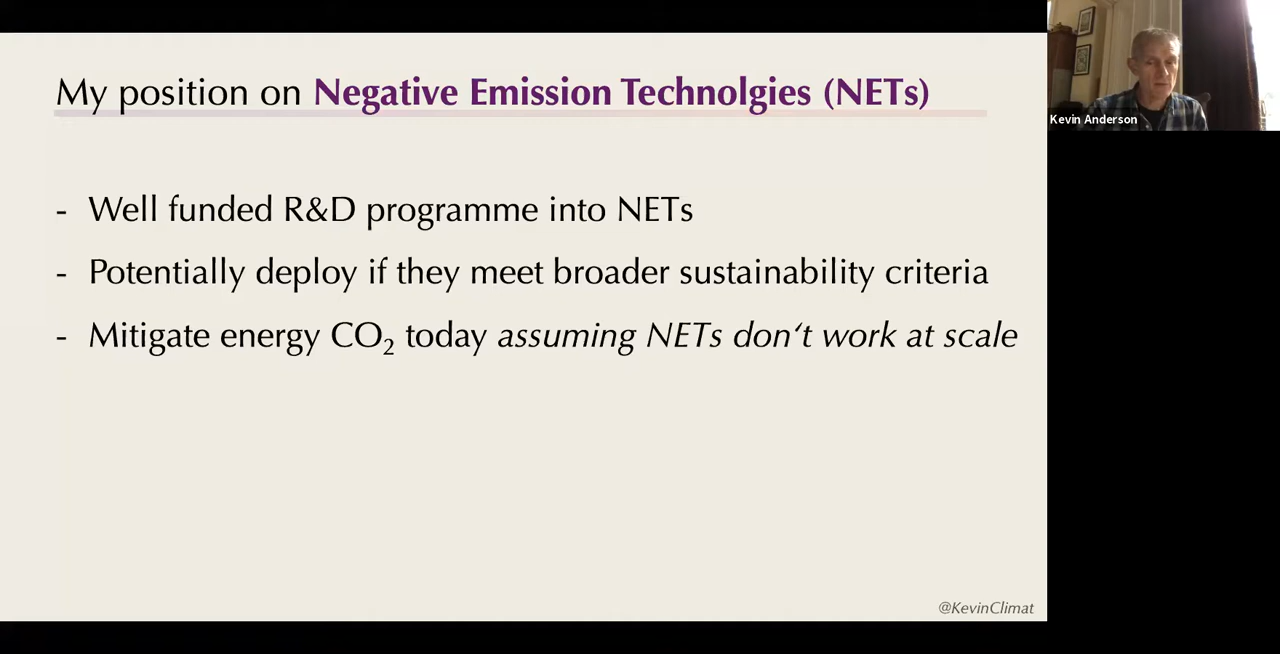 My position on Negative Emission Technolgies (NETs)
- Well funded R&D programme into NETs
- Potentially deploy if they meet broader sustainability criteria
- Mitigate energy CO₂ today assuming NETs don‘t work at scale
@KevinClimat
Kevin Anderson